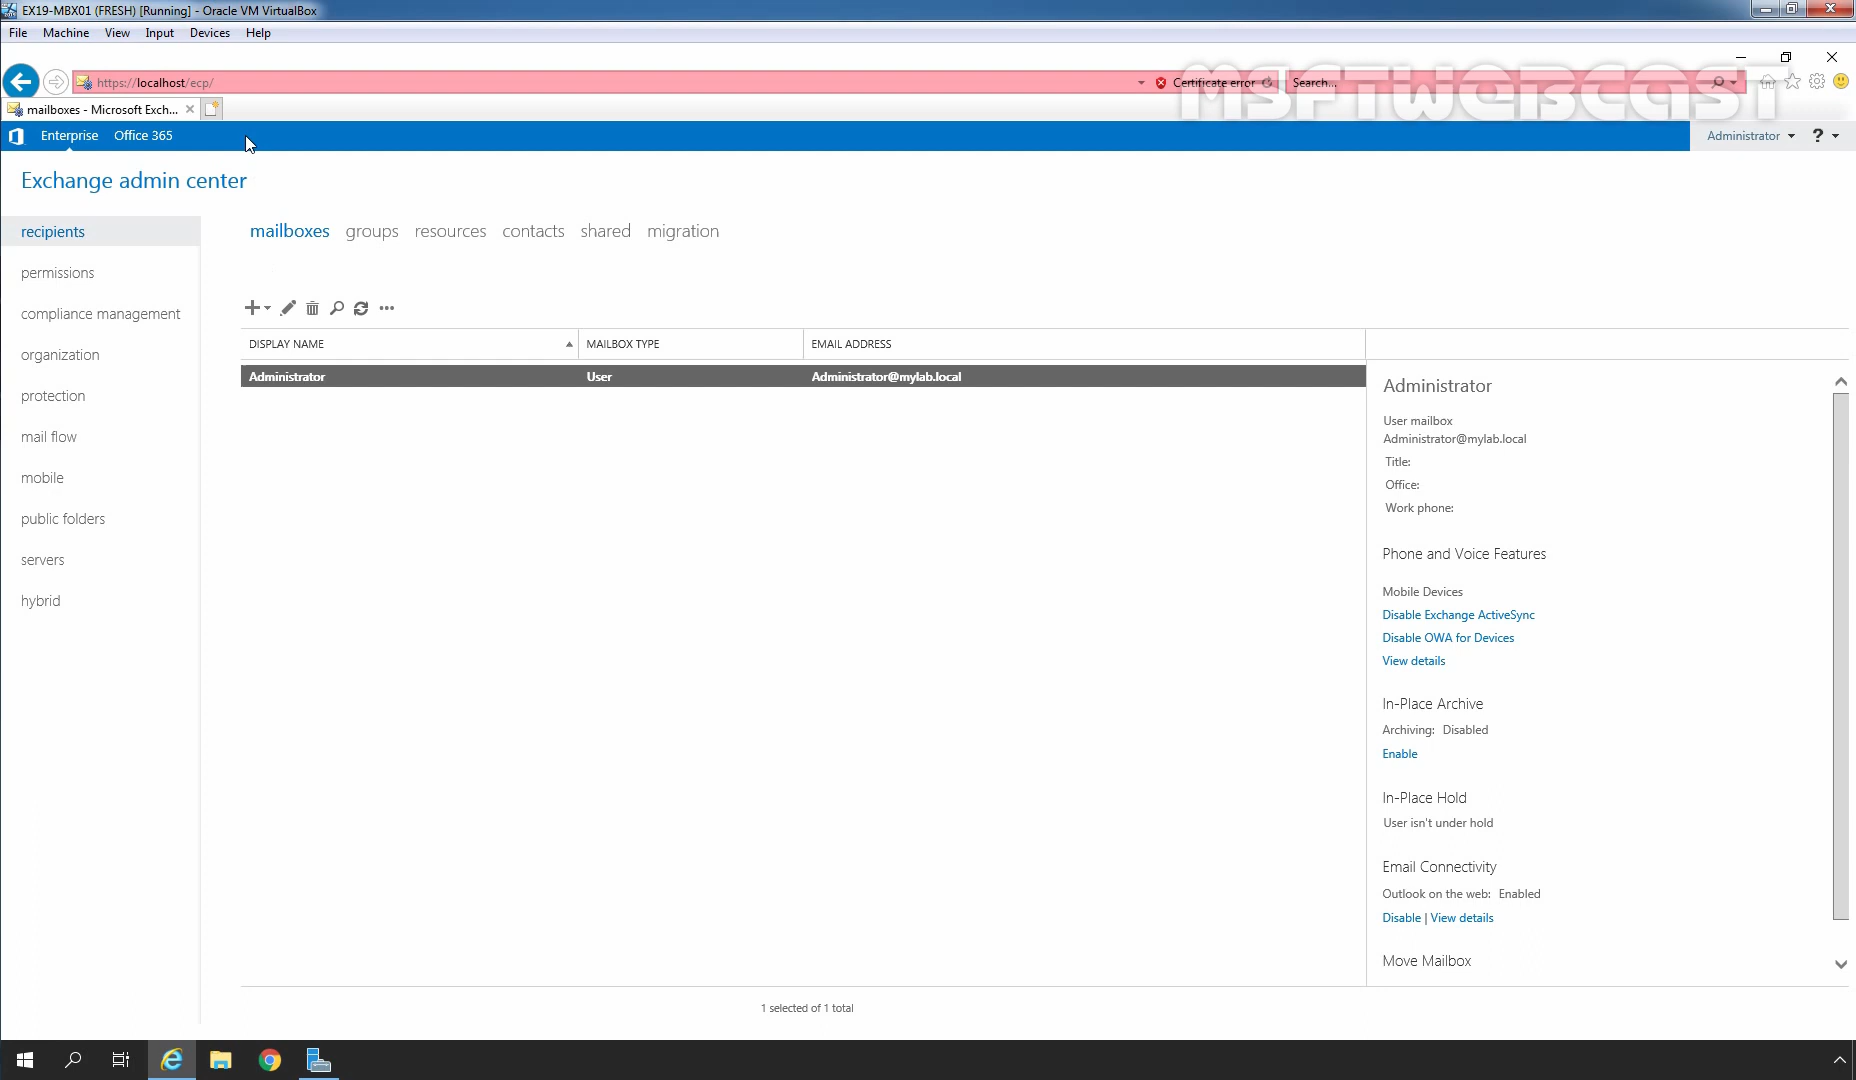 EX19-MBX01 (FRESH) [Running] - Oracle VM VirtualBox
File Machine View Input Devices Help
https://localhost/ecp/
Certificate error
Search...
MSFTWEBCAST
mailboxes - Microsoft Exch...
Enterprise Office 365
Administrator ?
Exchange admin center
recipients
permissions
compliance management
organization
protection
mail flow
mobile
public folders
servers
hybrid
mailboxes groups resources contacts shared migration
DISPLAY NAME MAILBOX TYPE EMAIL ADDRESS
Administrator User Administrator@mylab.local
1 selected of 1 total
Administrator
User mailbox
Administrator@mylab.local
Title:
Office:
Work phone:
Phone and Voice Features
Mobile Devices
Disable Exchange ActiveSync
Disable OWA for Devices
View details
In-Place Archive
Archiving: Disabled
Enable
In-Place Hold
User isn't under hold
Email Connectivity
Outlook on the web: Enabled
Disable | View details
Move Mailbox